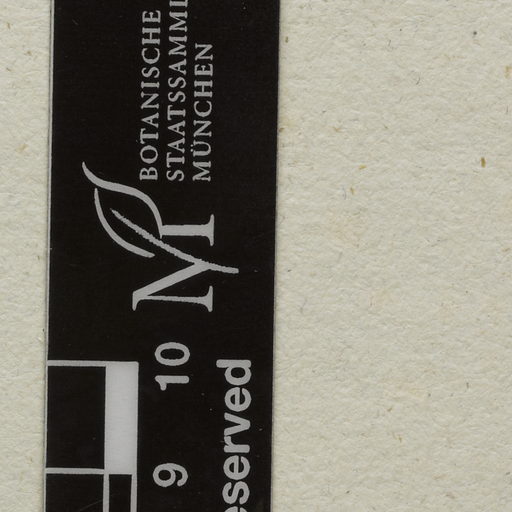 BOTANISCHE
STAATSSAMML
MÜNCHEN
10
9
eserved